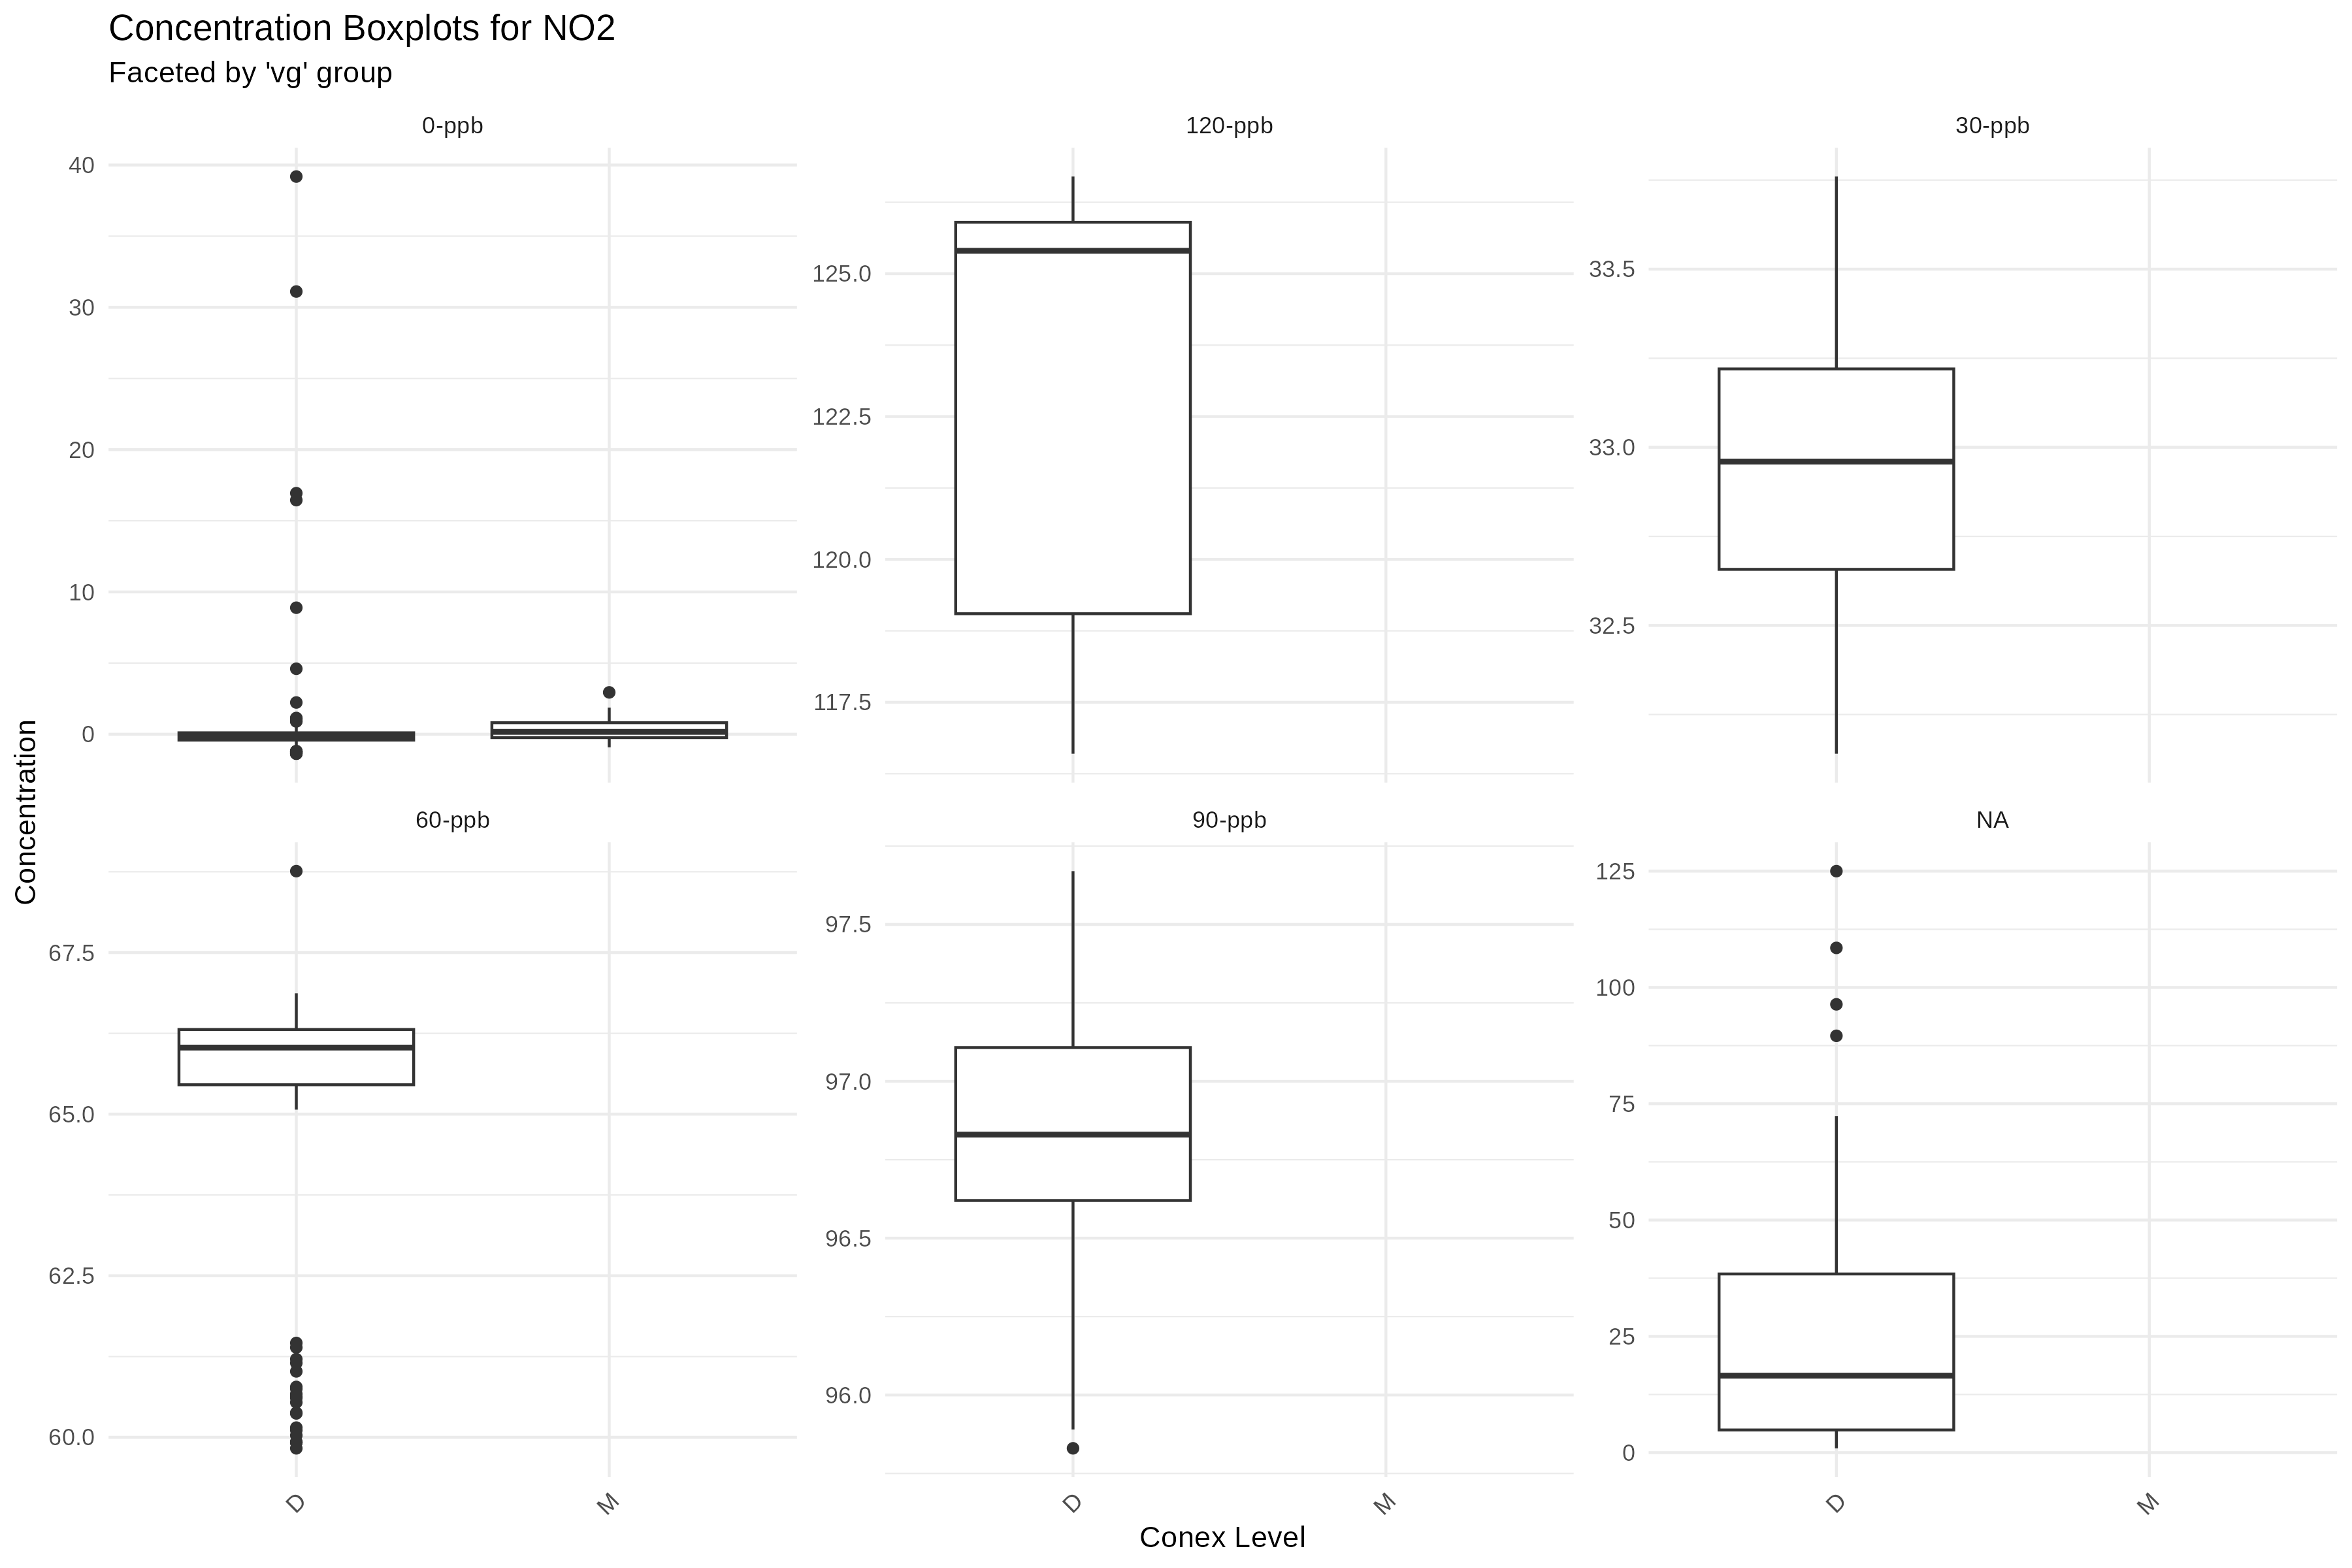 Concentration Boxplots for NO2
Faceted by 'vg' group
0-ppb
120-ppb
30-ppb
40
30
20
10
0
125.0
122.5
120.0
117.5
33.5
33.0
32.5
Concentration
60-ppb
90-ppb
NA
67.5
65.0
62.5
60.0
97.5
97.0
96.5
96.0
125
100
75
50
25
0
D
M
D
M
D
M
Conex Level